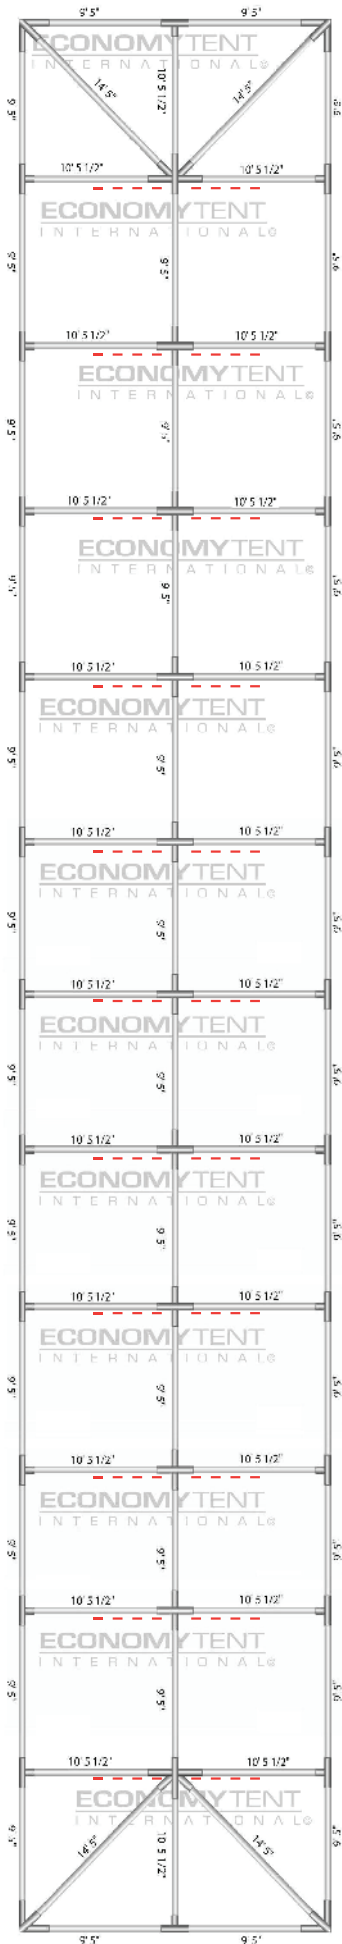 9' 5" 9' 5"
ECONOMYTENT
INTERNATIONAL©
14' 5" 10' 5 1/2" 14' 5"
9' 5" 9' 5"
10' 5 1/2" 10' 5 1/2"
ECONOMYTENT
INTERNATIONAL©
9' 5" 9' 5" 9' 5"
10' 5 1/2" 10' 5 1/2"
ECONOMYTENT
INTERNATIONAL©
9' 5" 9' 5" 9' 5"
10' 5 1/2" 10' 5 1/2"
ECONOMYTENT
INTERNATIONAL©
9' 5" 9' 5" 9' 5"
10' 5 1/2" 10' 5 1/2"
ECONOMYTENT
INTERNATIONAL©
9' 5" 9' 5" 9' 5"
10' 5 1/2" 10' 5 1/2"
ECONOMYTENT
INTERNATIONAL©
9' 5" 9' 5" 9' 5"
10' 5 1/2" 10' 5 1/2"
ECONOMYTENT
INTERNATIONAL©
9' 5" 9' 5" 9' 5"
10' 5 1/2" 10' 5 1/2"
ECONOMYTENT
INTERNATIONAL©
9' 5" 9' 5" 9' 5"
10' 5 1/2" 10' 5 1/2"
ECONOMYTENT
INTERNATIONAL©
9' 5" 9' 5" 9' 5"
10' 5 1/2" 10' 5 1/2"
ECONOMYTENT
INTERNATIONAL©
9' 5" 9' 5" 9' 5"
10' 5 1/2" 10' 5 1/2"
ECONOMYTENT
INTERNATIONAL©
9' 5" 9' 5" 9' 5"
10' 5 1/2" 10' 5 1/2"
ECONOMYTENT
INTERNATIONAL©
9' 5" 14' 5" 10' 5 1/2" 14' 5" 9' 5"
9' 5" 9' 5"